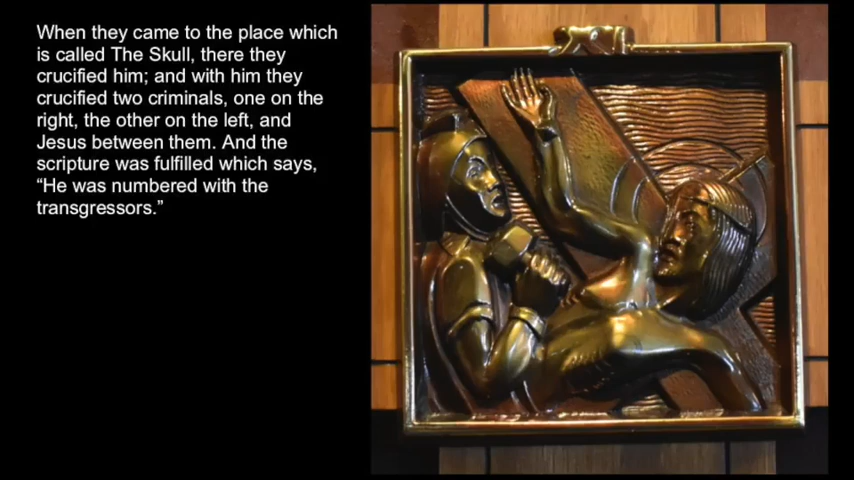 When they came to the place which
is called The Skull, there they
crucified him; and with him they
crucified two criminals, one on the
right, the other on the left, and
Jesus between them. And the
scripture was fulfilled which says,
“He was numbered with the
transgressors.”